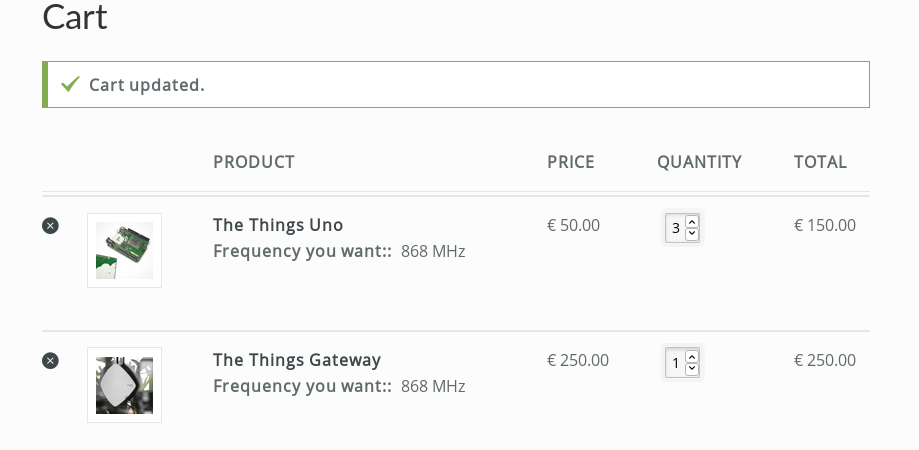 Cart
Cart updated.
PRODUCT PRICE QUANTITY TOTAL
The Things Uno € 50.00 3 € 150.00
Frequency you want:: 868 MHz
The Things Gateway € 250.00 1 € 250.00
Frequency you want:: 868 MHz